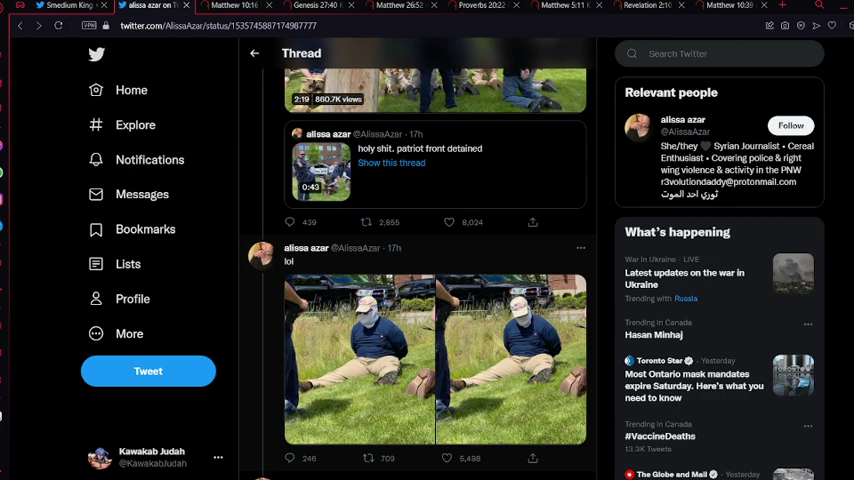 Smedium King
alissa azar on Tw
Matthew 10:16
Genesis 27:40 K
Matthew 26:52
Proverbs 20:22
Matthew 5:11 K
Revelation 2:10
Matthew 10:39
VPN
twitter.com/AlissaAzar/status/1535745887174987777
Home
Explore
Notifications
Messages
Bookmarks
Lists
Profile
More
Tweet
Kawakab Judah
@KawakabJudah
Thread
2:19 860.7K views
alissa azar @AlissaAzar · 17h
holy shit. patriot front detained
Show this thread
0:43
439 2,855 8,024
alissa azar @AlissaAzar · 17h
lol
246 709 5,498
Search Twitter
Relevant people
alissa azar
@AlissaAzar
Follow
She/they 🖤 Syrian Journalist • Cereal
Enthusiast • Covering police & right
wing violence & activity in the PNW
r3volutiondaddy@protonmail.com
ثوري احد الموت
What's happening
War in Ukraine · LIVE
Latest updates on the war in
Ukraine
Trending with Russia
Trending in Canada
Hasan Minhaj
Toronto Star · Yesterday
Most Ontario mask mandates
expire Saturday. Here's what you
need to know
Trending in Canada
#VaccineDeaths
13.3K Tweets
The Globe and Mail · Yesterday